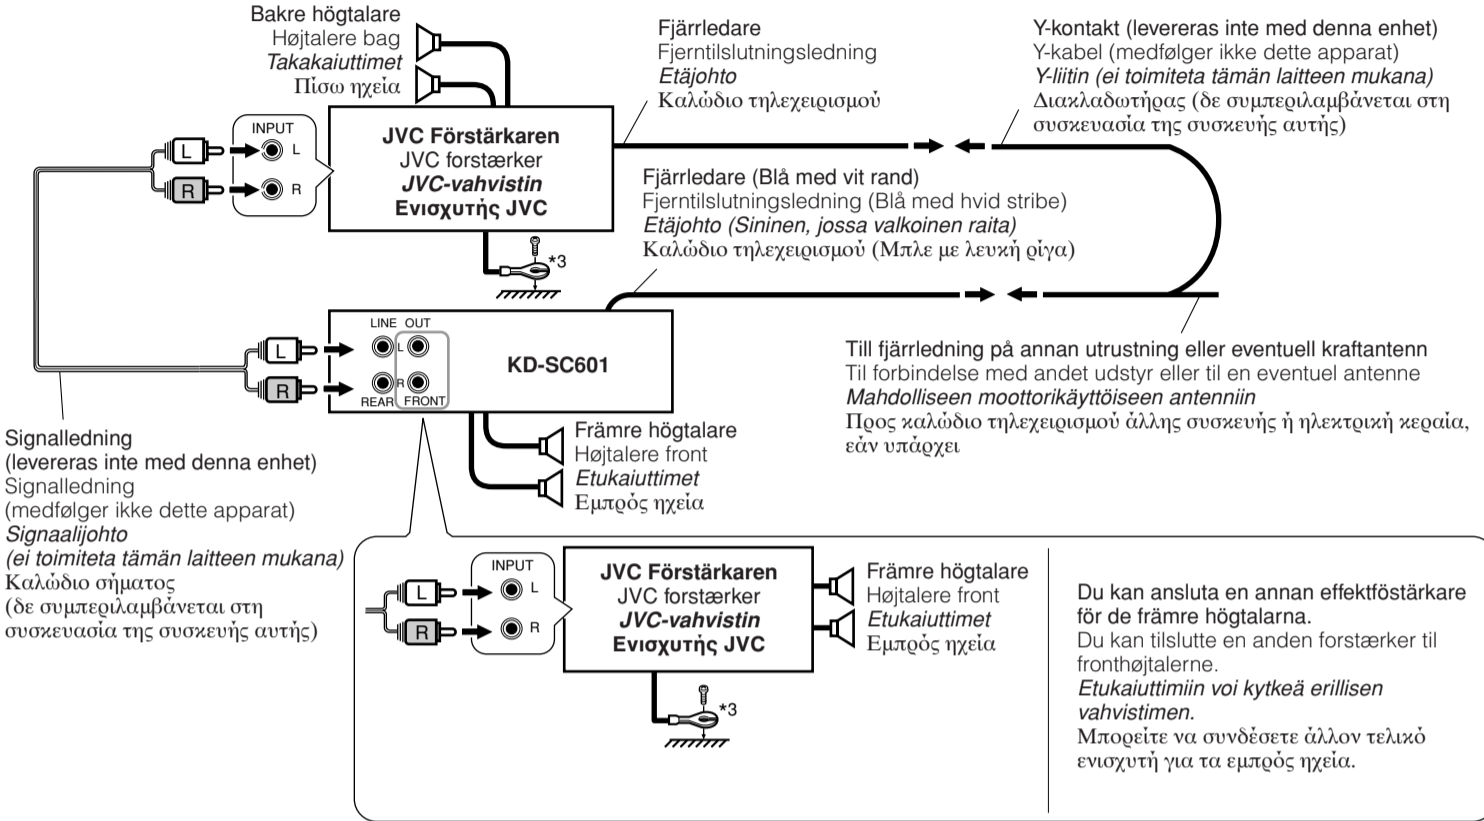 Bakre högtalare
Højtalere bag
Takakaiuttimet
Πίσω ηχεία
Fjärrledare
Fjerntilslutningsledning
Etäjohto
Καλώδιο τηλεχειρισμού
Y-kontakt (levereras inte med denna enhet)
Y-kabel (medfølger ikke dette apparat)
Y-liitin (ei toimiteta tämän laitteen mukana)
Διακλαδωτήρας (δε συμπεριλαμβάνεται στη
συσκευασία της συσκευής αυτής)
L
R
INPUT
L
R
JVC Förstärkaren
JVC forstærker
JVC-vahvistin
Ενισχυτής JVC
*3
Fjärrledare (Blå med vit rand)
Fjerntilslutningsledning (Blå med hvid stribe)
Etäjohto (Sininen, jossa valkoinen raita)
Καλώδιο τηλεχειρισμού (Μπλε με λευκή ρίγα)
L
R
LINE OUT
L
R
REAR FRONT
KD-SC601
Till fjärrledning på annan utrustning eller eventuell kraftantenn
Til forbindelse med andet udstyr eller til en eventuel antenne
Mahdolliseen moottorikäyttöiseen antenniin
Προς καλώδιο τηλεχειρισμού άλλης συσκευής ή ηλεκτρική κεραία,
εάν υπάρχει
Signalledning
(levereras inte med denna enhet)
Signalledning
(medfølger ikke dette apparat)
Signaalijohto
(ei toimiteta tämän laitteen mukana)
Καλώδιο σήματος
(δε συμπεριλαμβάνεται στη
συσκευασία της συσκευής αυτής)
Främre högtalare
Højtalere front
Etukaiuttimet
Εμπρός ηχεία
L
R
INPUT
L
R
JVC Förstärkaren
JVC forstærker
JVC-vahvistin
Ενισχυτής JVC
*3
Främre högtalare
Højtalere front
Etukaiuttimet
Εμπρός ηχεία
Du kan ansluta en annan effektföstärkare
för de främre högtalarna.
Du kan tilslutte en anden forstærker til
fronthøjtalerne.
Etukaiuttimiin voi kytkeä erillisen
vahvistimen.
Μπορείτε να συνδέσετε άλλον τελικό
ενισχυτή για τα εμπρός ηχεία.